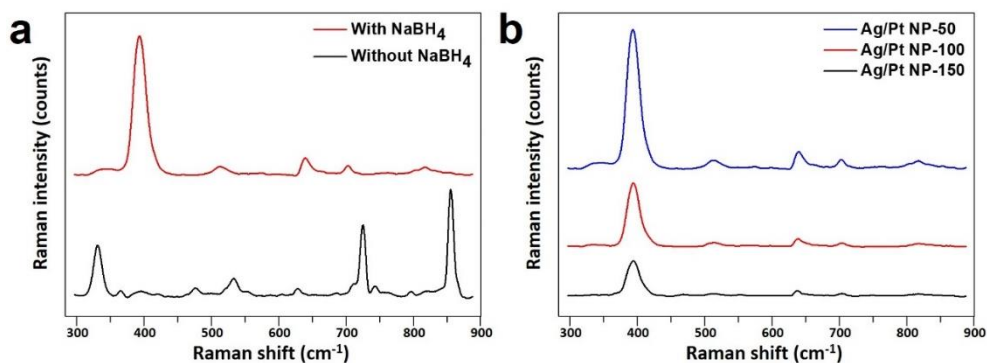 a
With NaBH4
Without NaBH4
Raman intensity (counts)
300 400 500 600 700 800 900
Raman shift (cm-1)
b
Ag/Pt NP-50
Ag/Pt NP-100
Ag/Pt NP-150
Raman intensity (counts)
300 400 500 600 700 800 900
Raman shift (cm-1)